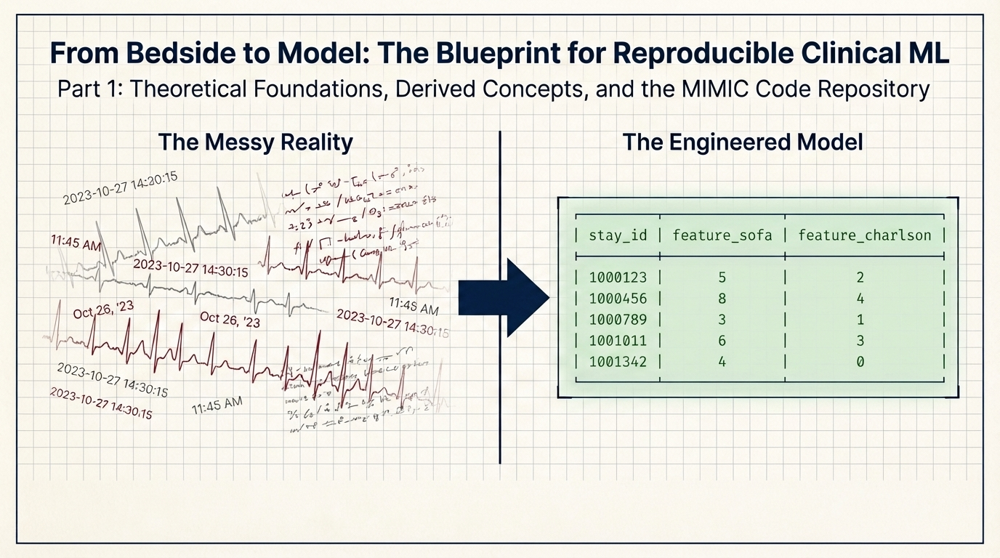 From Bedside to Model: The Blueprint for Reproducible Clinical ML
Part 1: Theoretical Foundations, Derived Concepts, and the MIMIC Code Repository
The Messy Reality
2023-10-27 14:30:15
11:45 AM
2023-10-27 14:30:15
11:45 AM
Oct 26, '23
Oct 26, '23
2023-10-27 14:30:15
2023-10-27 14:30:15
2023-10-27 14:30:15
11:45 AM
The Engineered Model
| stay_id | feature_sofa | feature_charlson |
| 1000123 | 5 | 2 |
| 1000456 | 8 | 4 |
| 1000789 | 3 | 1 |
| 1001011 | 6 | 3 |
| 1001342 | 4 | 0 |